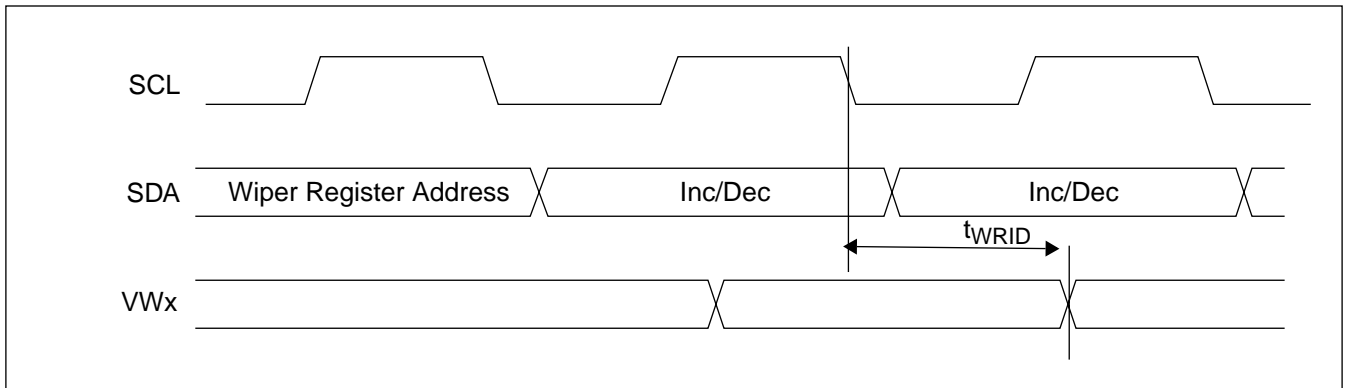 SCL
SDA Wiper Register Address Inc/Dec Inc/Dec
tWRID
VWx